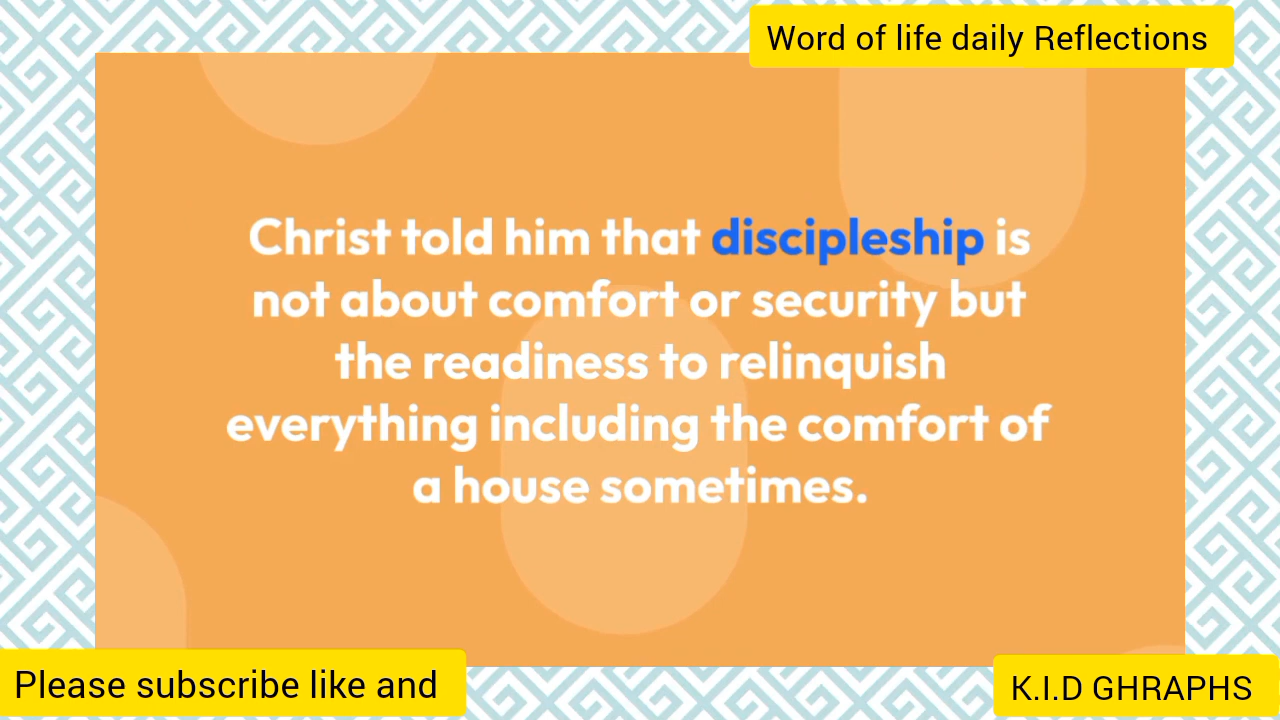 Word of life daily Reflections
Christ told him that discipleship is
not about comfort or security but
the readiness to relinquish
everything including the comfort of
a house sometimes.
Please subscribe like and
K.I.D GHRAPHS